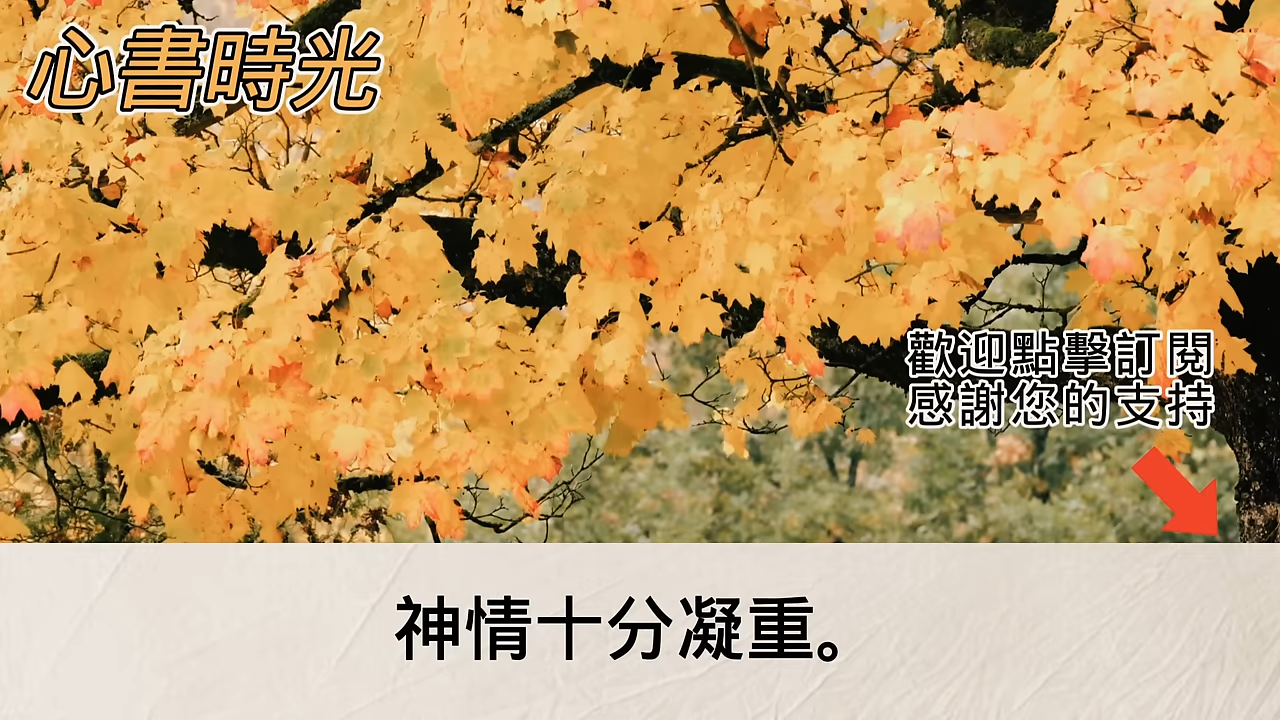 心書時光
歡迎點擊訂閱
感謝您的支持
神情十分凝重。